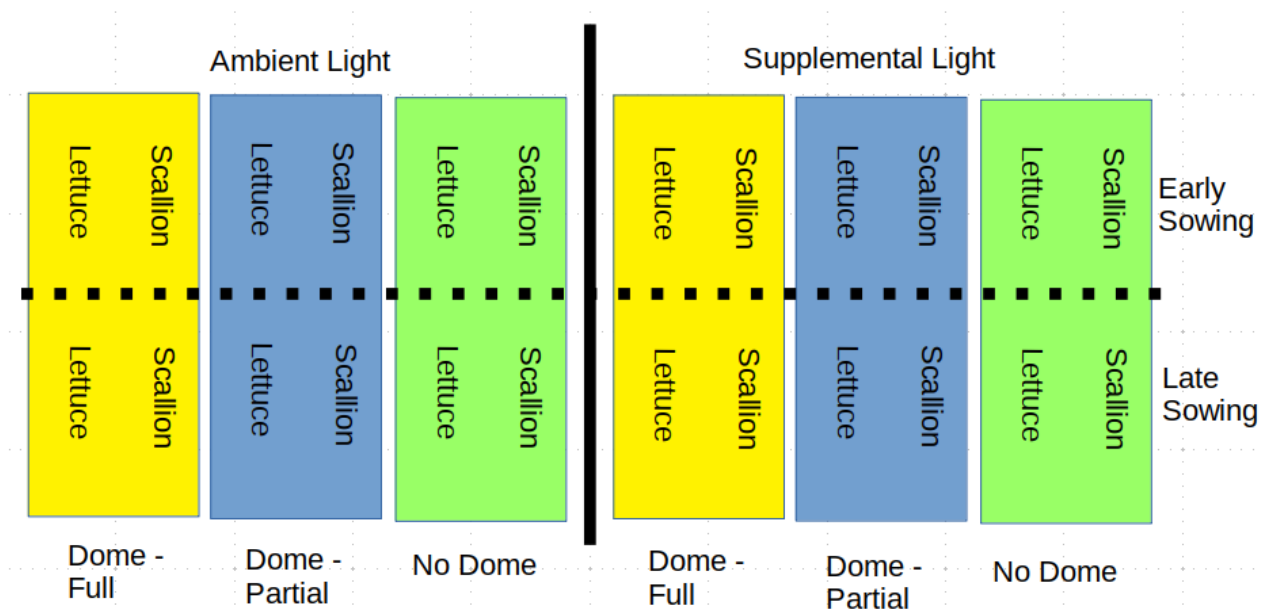 Ambient Light
Supplemental Light
Lettuce
Scallion
Lettuce
Scallion
Lettuce
Scallion
Lettuce
Scallion
Lettuce
Scallion
Lettuce
Scallion
Early
Sowing
Lettuce
Scallion
Lettuce
Scallion
Lettuce
Scallion
Lettuce
Scallion
Lettuce
Scallion
Lettuce
Scallion
Late
Sowing
Dome -
Full
Dome -
Partial
No Dome
Dome -
Full
Dome -
Partial
No Dome